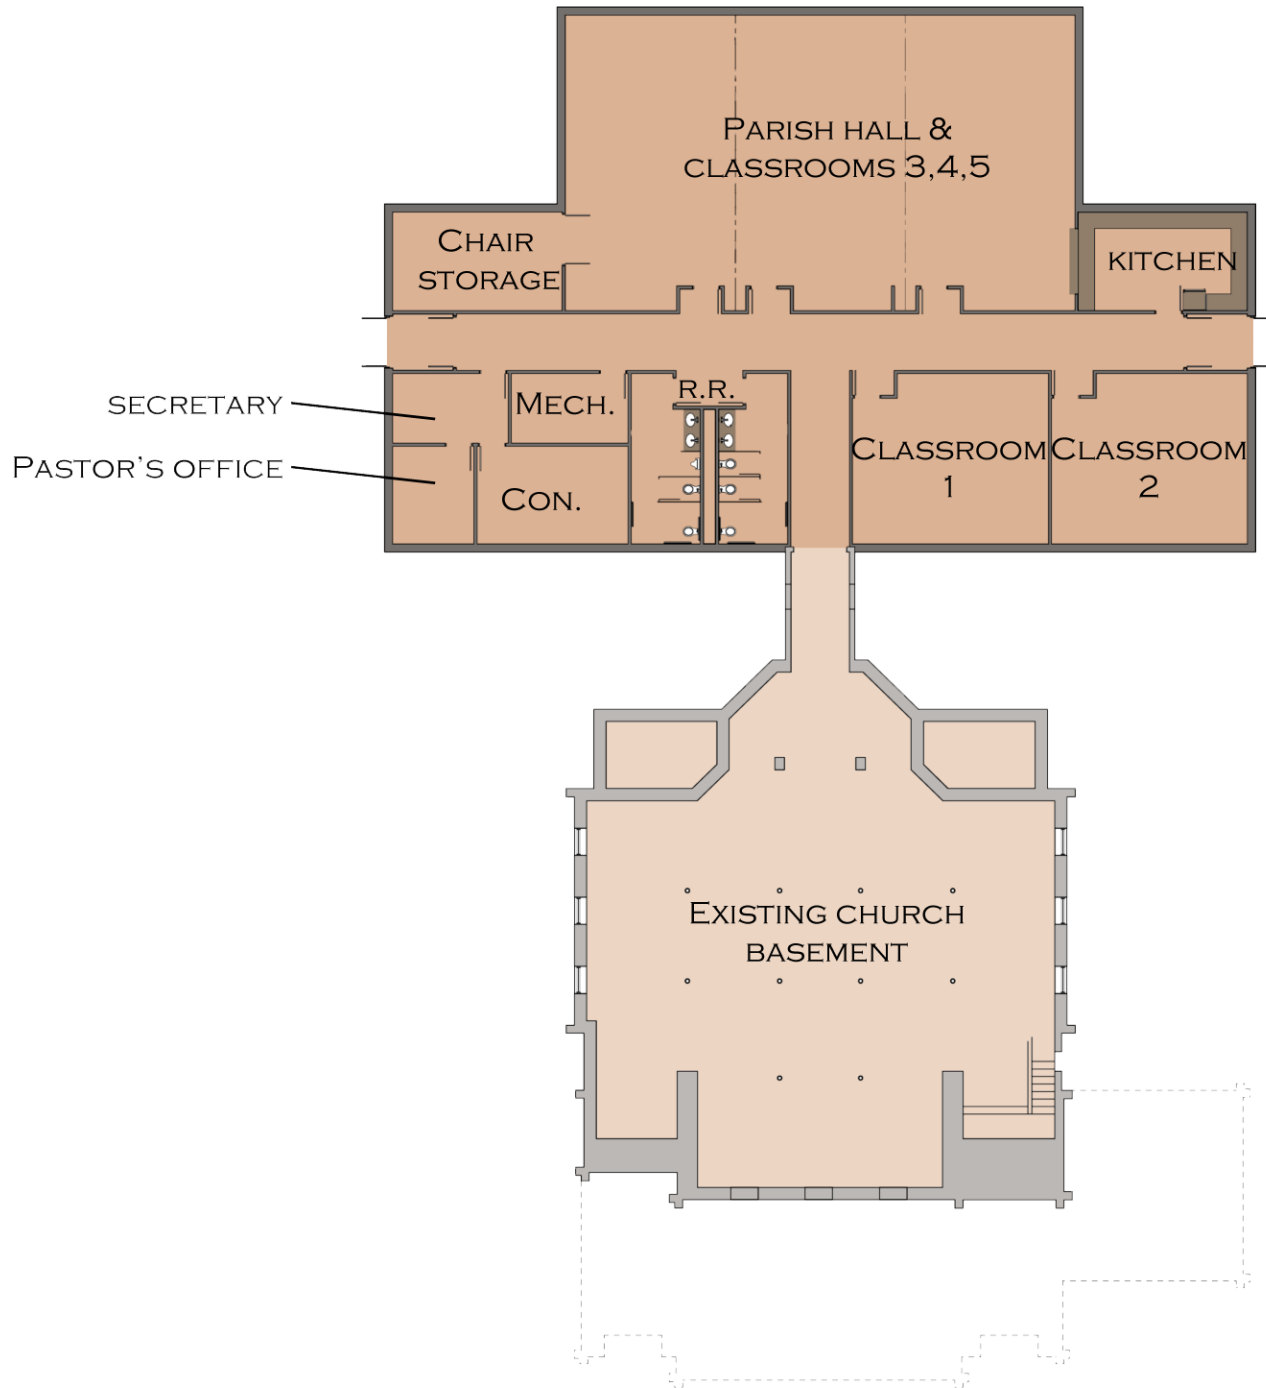 PARISH HALL &
CLASSROOMS 3,4,5
CHAIR
STORAGE
KITCHEN
SECRETARY
MECH.
R.R.
PASTOR'S OFFICE
CON.
CLASSROOM
1
CLASSROOM
2
EXISTING CHURCH
BASEMENT